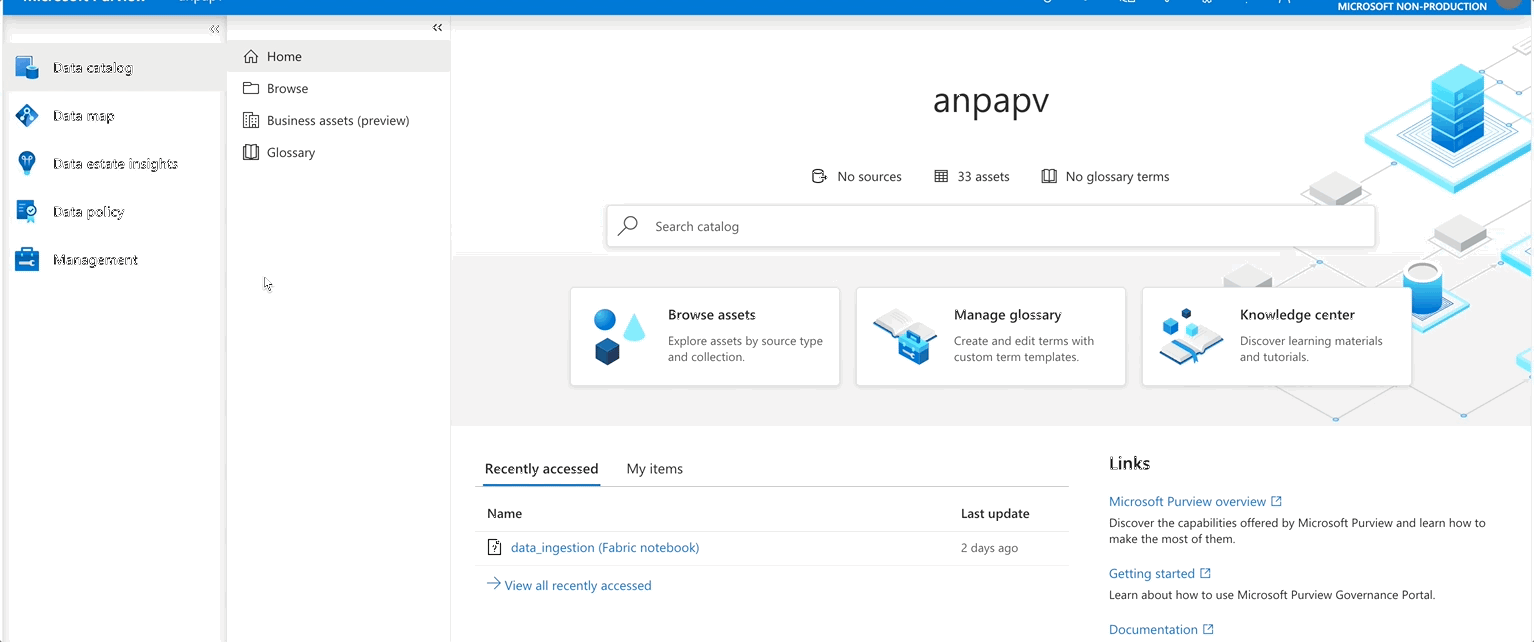 Microsoft Purview anpapv
MICROSOFT NON-PRODUCTION
Data catalog
Data map
Data estate insights
Data policy
Management
Home
Browse
Business assets (preview)
Glossary
anpapv
No sources 33 assets No glossary terms
Search catalog
Browse assets
Explore assets by source type
and collection.
Manage glossary
Create and edit terms with
custom term templates.
Knowledge center
Discover learning materials
and tutorials.
Recently accessed My items
Name Last update
data_ingestion (Fabric notebook) 2 days ago
View all recently accessed
Links
Microsoft Purview overview
Discover the capabilities offered by Microsoft Purview and learn how to
make the most of them.
Getting started
Learn about how to use Microsoft Purview Governance Portal.
Documentation